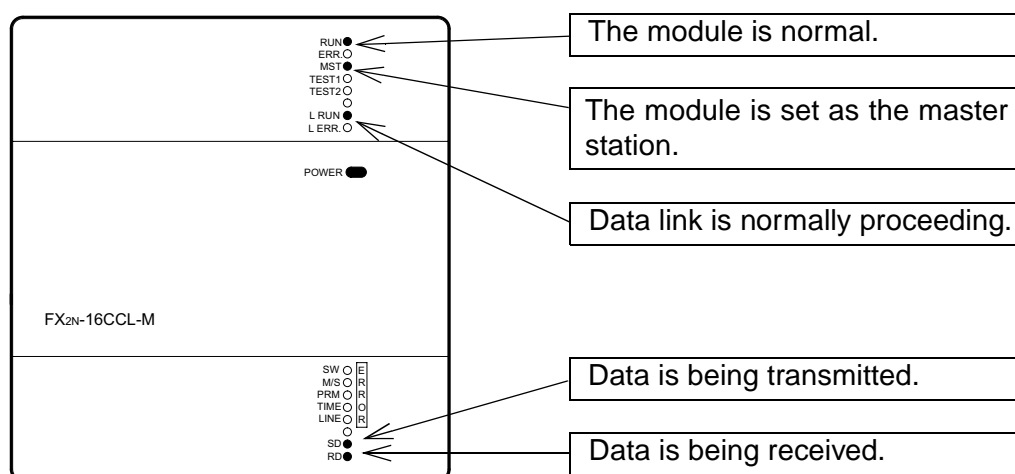 RUN
ERR.
MST
TEST1
TEST2
L RUN
L ERR.
POWER
FX2N-16CCL-M
SW
M/S
PRM
TIME
LINE
ERROR
SD
RD
The module is normal.
The module is set as the master
station.
Data link is normally proceeding.
Data is being transmitted.
Data is being received.